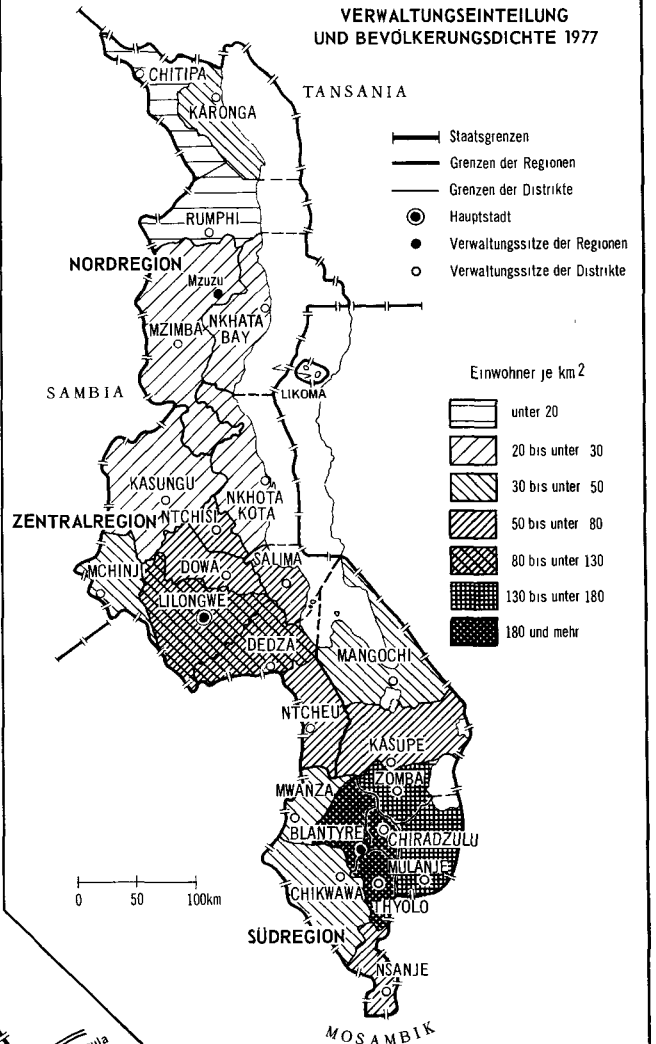 VERWALTUNGSEINTEILUNG
UND BEVÖLKERUNGSDICHTE 1977
CHITIPA
TANSANIA
KARONGA
Staatsgrenzen
Grenzen der Regionen
Grenzen der Distrikte
Hauptstadt
Verwaltungssitze der Regionen
Verwaltungssitze der Distrikte
RUMPHI
NORDREGION
Mzuzu
NKHATA
BAY
MZIMBA
SAMBIA
LIKOMA
Einwohner je km2
unter 20
20 bis unter 30
30 bis unter 50
50 bis unter 80
80 bis unter 130
130 bis unter 180
180 und mehr
KASUNGU
NKHOTA
KOTA
NTCHISI
ZENTRALREGION
DOWA
SALIMA
MCHINJI
LILONGWE
DEDZA
MANGOCHI
NTCHEU
KASUPE
ZOMBA
MWANZA
BLANTYRE
CHIRADZULU
MULANJE
CHIKWAWA
THYOLO
0 50 100km
SÜDREGION
NSANJE
MOSAMBIK